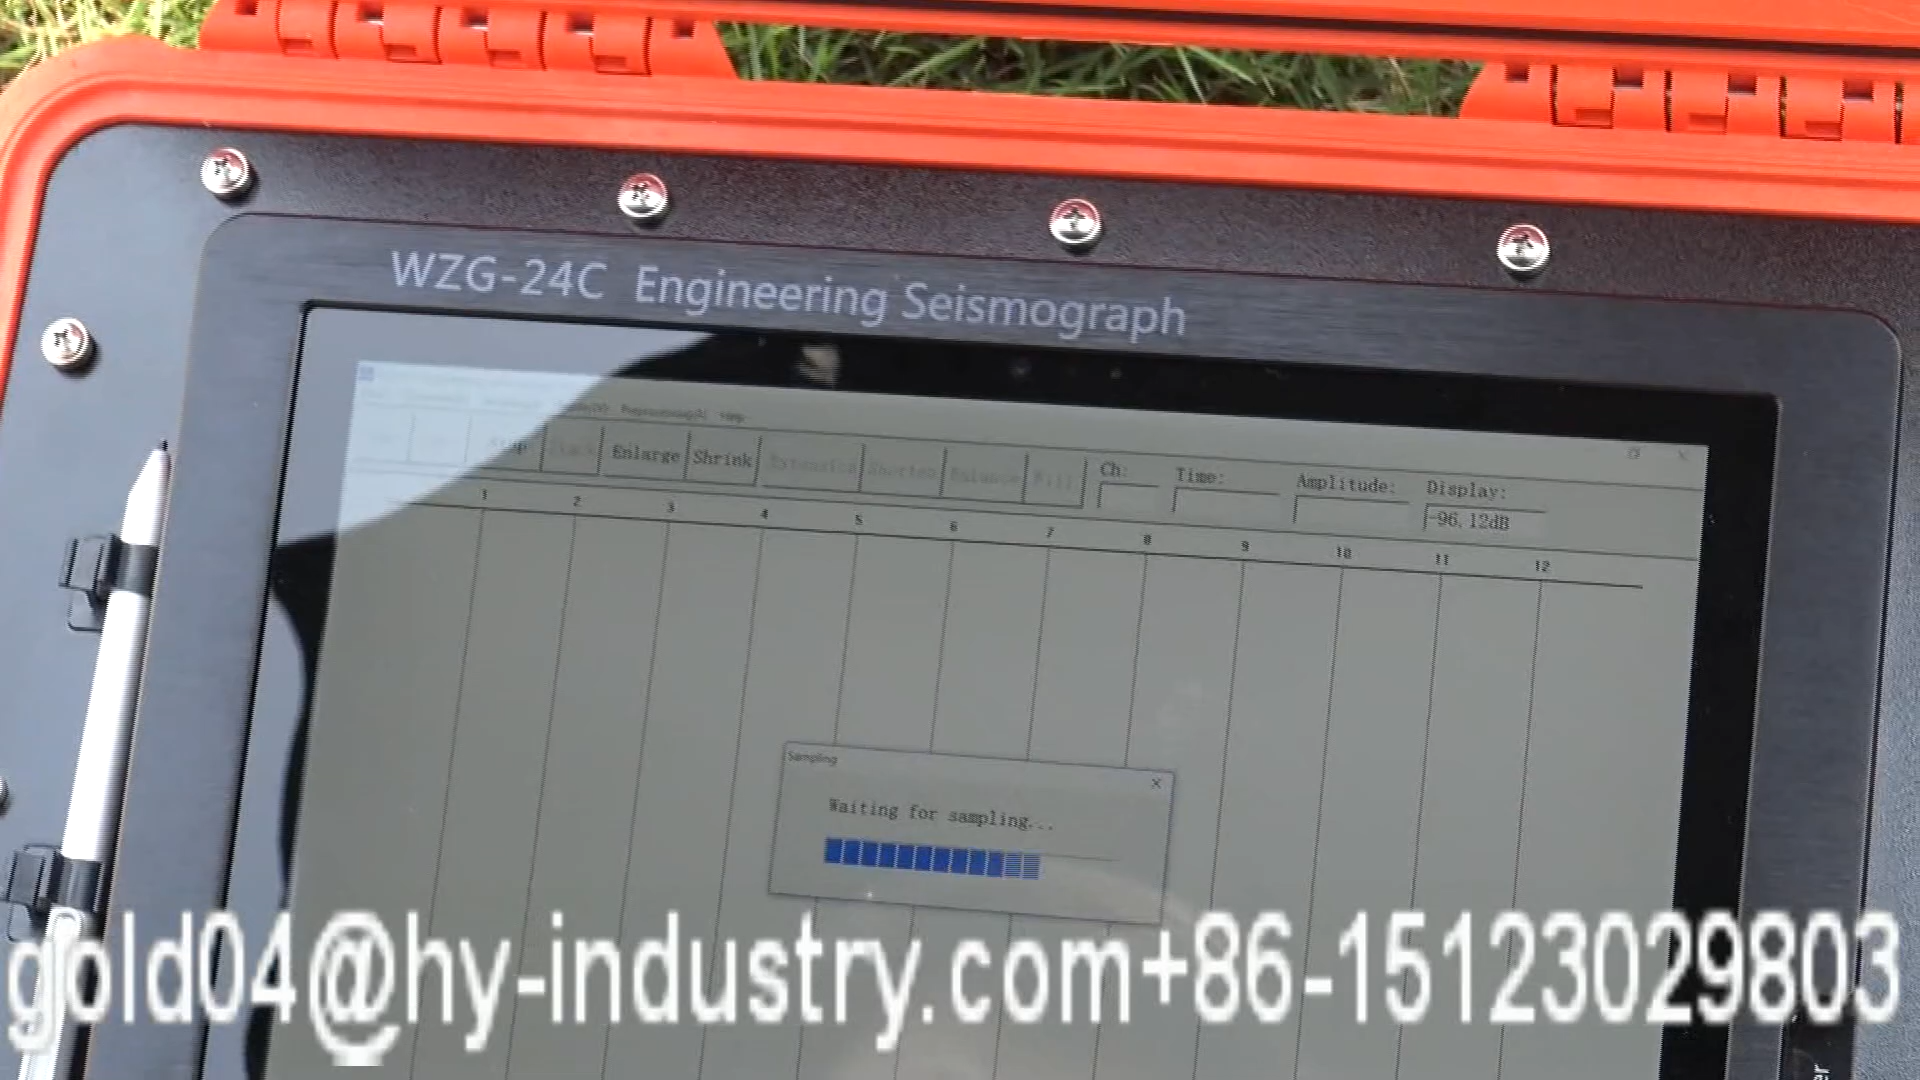 WZG-24C Engineering Seismograph
Enlarge Shrink Extension Shorten Balance Fill Ch: Time: Amplitude: Display:
-96.12dB
1 2 3 4 5 6 7 8 9 10 11 12
Sampling
Waiting for sampling...
gold04@hy-industry.com+86-15123029803